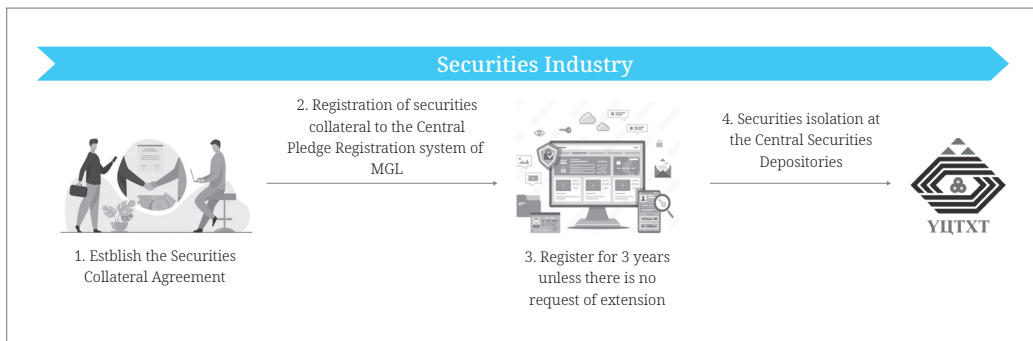 Securities Industry
2. Registration of securities
collateral to the Central
Pledge Registration system of
MGL
4. Securities isolation at
the Central Securities
Depositories
ҮЦТХТ
1. Estblish the Securities
Collateral Agreement
3. Register for 3 years
unless there is no
request of extension